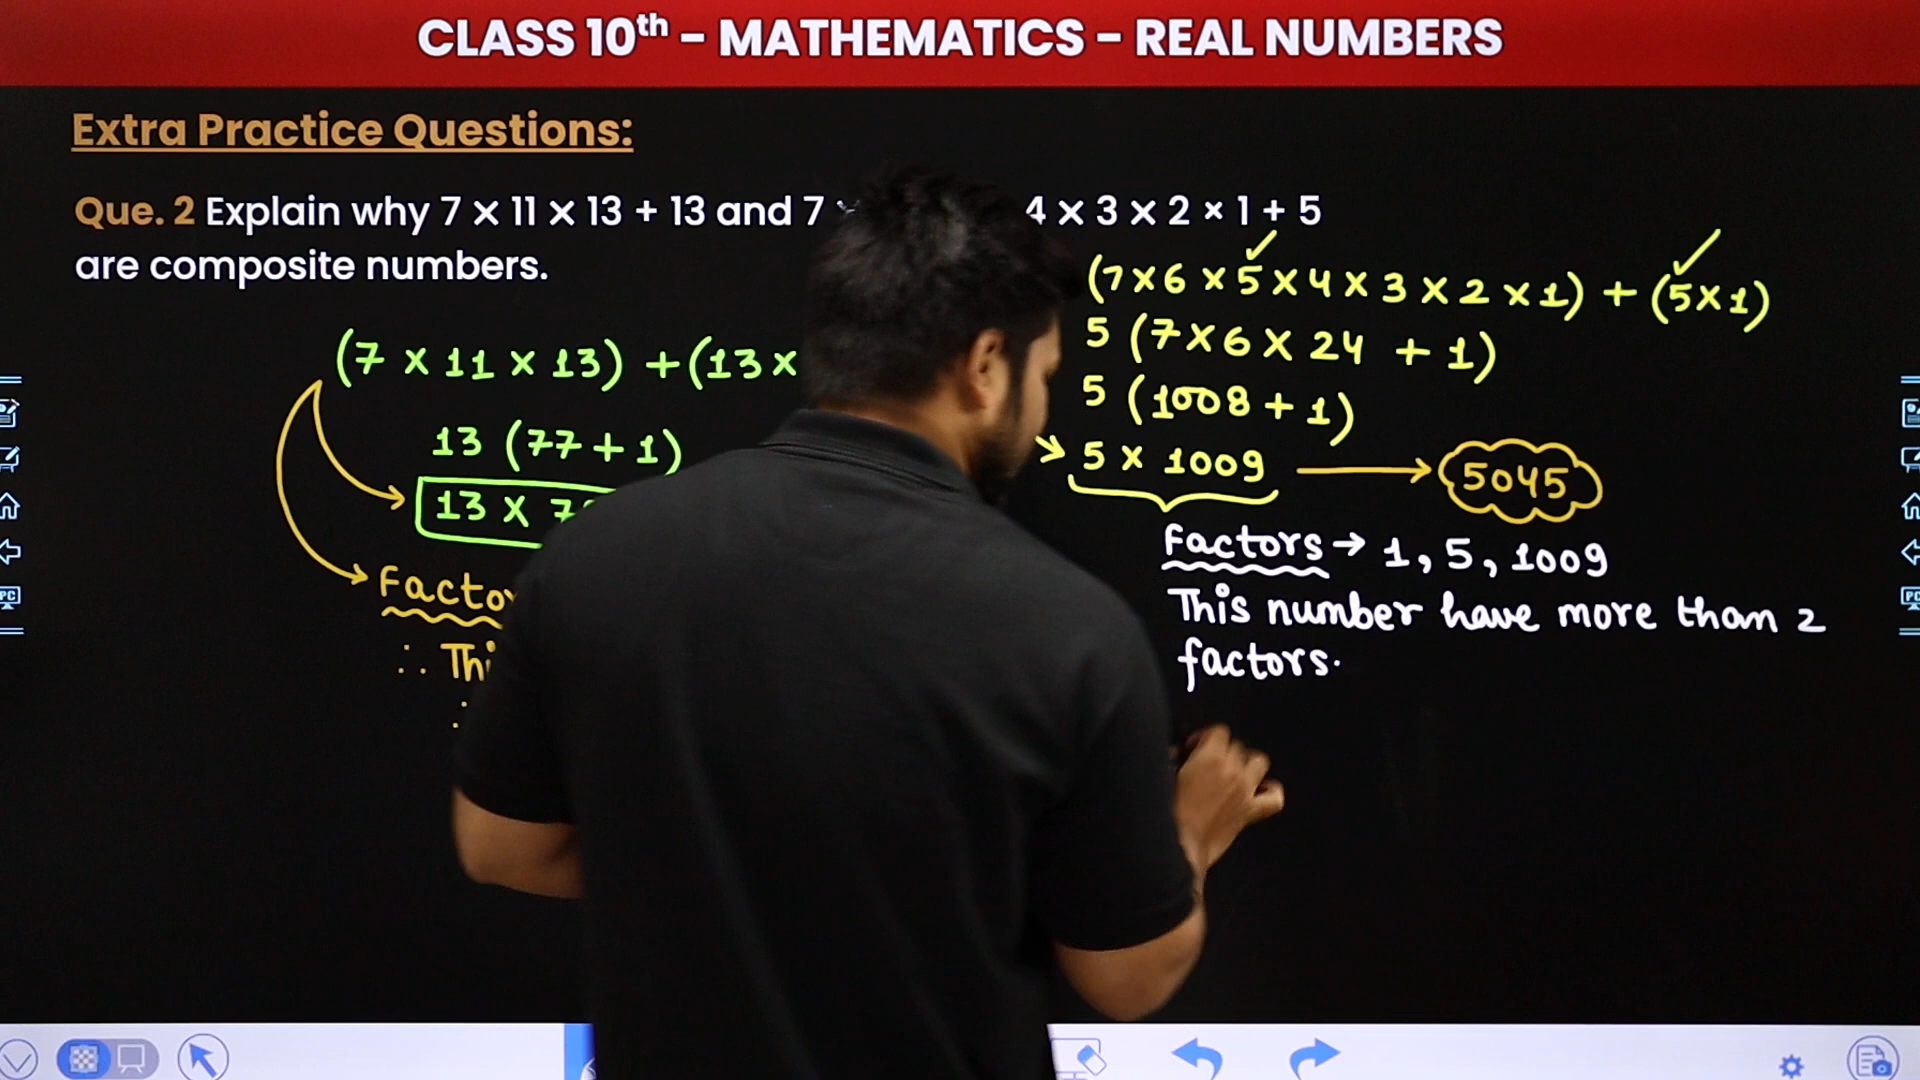 CLASS 10th – MATHEMATICS – REAL NUMBERS
Extra Practice Questions:
Que. 2 Explain why 7 × 11 × 13 + 13 and 7 4 × 3 × 2 × 1 + 5
are composite numbers.
(7 × 11 × 13) + (13 ×
13 (77 + 1)
13 × 7
∴
∴
(7×6×5×4×3×2×1) + (5×1)
5 (7×6×24 + 1)
5 (1008 + 1)
5 × 1009 → 5045
Factors → 1, 5, 1009
This number have more than 2
factors.